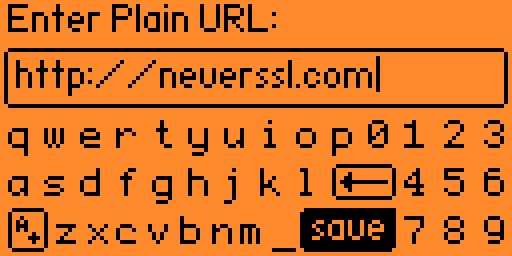 Enter Plain URL:
http://neverssl.com
q w e r t y u i o p 0 1 2 3
a s d f g h j k l 4 5 6
A z x c v b n m _ save 7 8 9